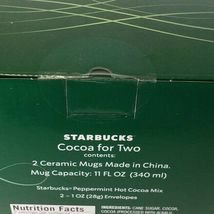 STARBUCKS
Cocoa for Two
contents:
2 Ceramic Mugs Made in China.
Mug Capacity: 11 FL OZ (340 ml)
Starbucks® Peppermint Hot Cocoa Mix
2 – 1 OZ (28g) Envelopes
Nutrition Facts
INGREDIENTS: CANE SUGAR, COCOA,
COCOA (PROCESSED WITH ALKALI),